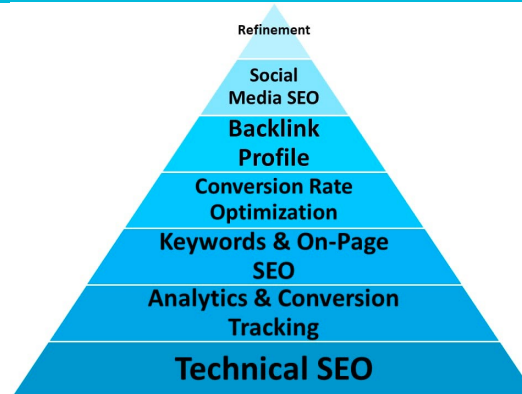 Refinement
Social
Media SEO
Backlink
Profile
Conversion Rate
Optimization
Keywords & On-Page
SEO
Analytics & Conversion
Tracking
Technical SEO